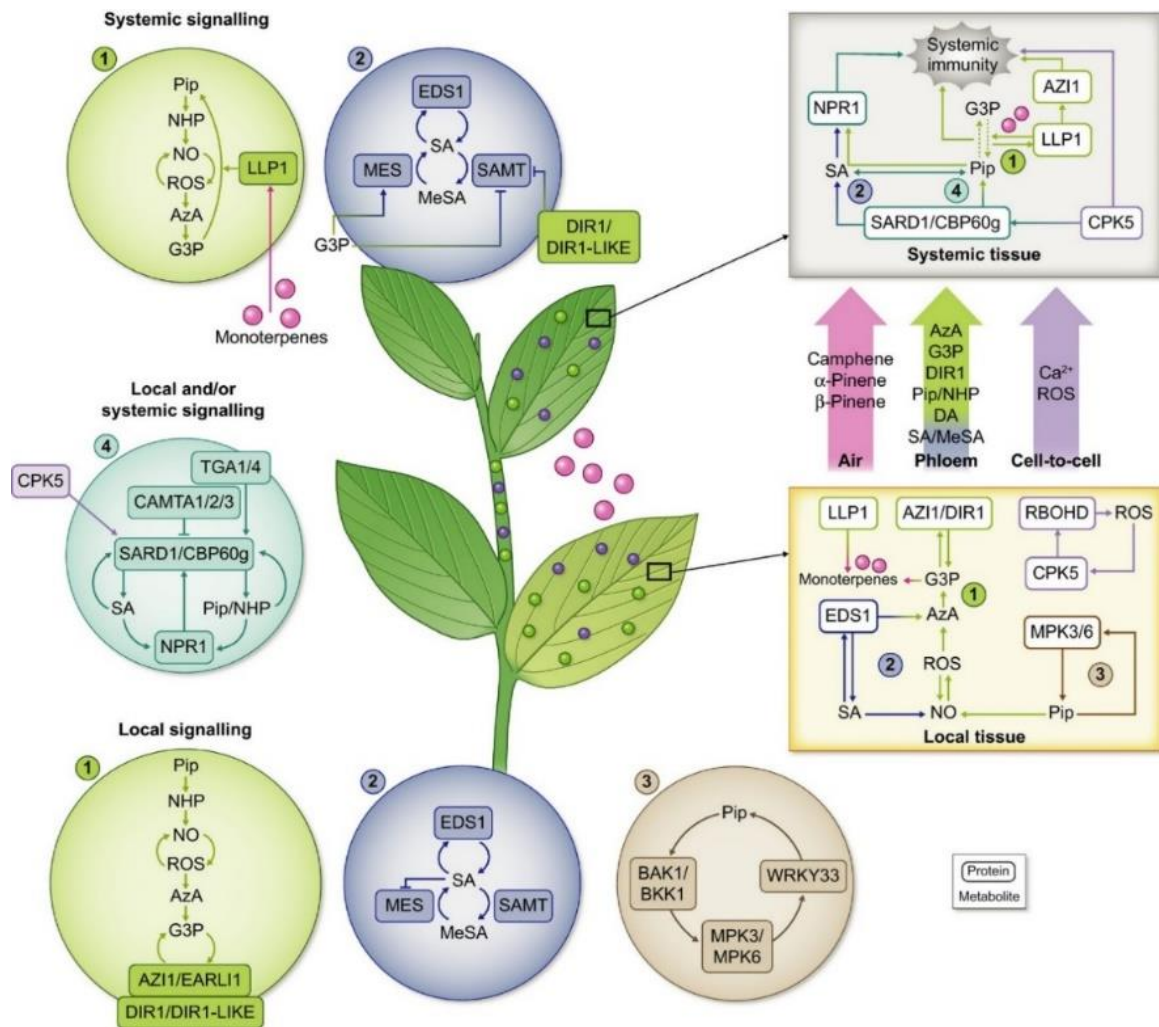 Systemic signalling
1
Pip
NHP
NO
ROS
AzA
G3P
LLP1
Monoterpenes
2
EDS1
SA
MES
SAMT
MeSA
G3P
DIR1/
DIR1-LIKE
Systemic
immunity
NPR1
AZI1
G3P
LLP1
1
Pip
SA
2
4
SARD1/CBP60g
CPK5
Systemic tissue
Camphene
α-Pinene
β-Pinene
Air
AzA
G3P
DIR1
Pip/NHP
DA
SA/MeSA
Phloem
Ca²⁺
ROS
Cell-to-cell
Local and/or
systemic signalling
4
TGA1/4
CPK5
CAMTA1/2/3
SARD1/CBP60g
SA
Pip/NHP
NPR1
LLP1
AZI1/DIR1
RBOHD
ROS
Monoterpenes
G3P
CPK5
1
EDS1
AzA
MPK3/6
2
ROS
3
SA
NO
Pip
Local tissue
Local signalling
1
Pip
NHP
NO
ROS
AzA
G3P
AZI1/EARLI1
DIR1/DIR1-LIKE
2
EDS1
SA
MES
SAMT
MeSA
3
Pip
BAK1/
BKK1
WRKY33
MPK3/
MPK6
Protein
Metabolite